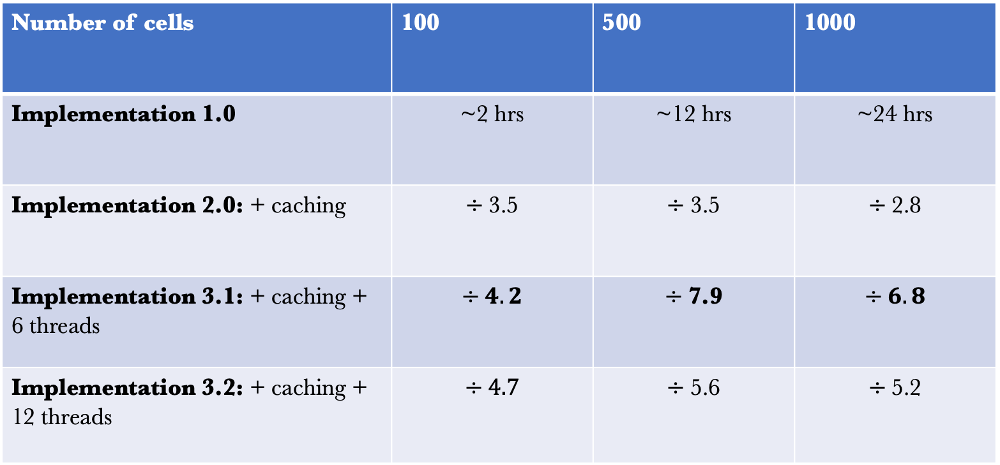 Number of cells 100 500 1000
Implementation 1.0 ~2 hrs ~12 hrs ~24 hrs
Implementation 2.0: + caching ÷ 3.5 ÷ 3.5 ÷ 2.8
Implementation 3.1: + caching + ÷ 4.2 ÷ 7.9 ÷ 6.8
6 threads
Implementation 3.2: + caching + ÷ 4.7 ÷ 5.6 ÷ 5.2
12 threads